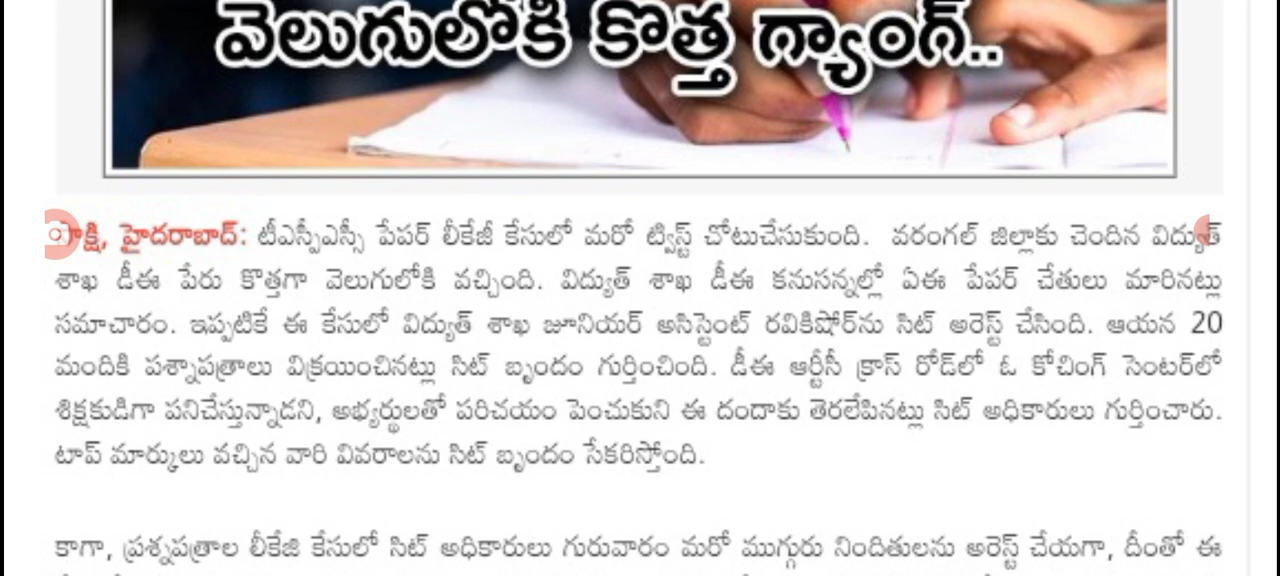 వెలుగులోకి కొత్త గ్యాంగ్..
సాక్షి, హైదరాబాద్: టీఎస్పీఎస్సీ పేపర్ లీకేజీ కేసులో మరో ట్విస్ట్ చోటుచేసుకుంది. వరంగల్ జిల్లాకు చెందిన విద్యుత్
శాఖ డీఈ పేరు కొత్తగా వెలుగులోకి వచ్చింది. విద్యుత్ శాఖ డీఈ కనుసన్నల్లో ఏఈ పేపర్ చేతులు మారినట్లు
సమాచారం. ఇప్పటికే ఈ కేసులో విద్యుత్ శాఖ జూనియర్ అసిస్టెంట్ రవికిషోర్‌ను సిట్ అరెస్ట్ చేసింది. ఆయన 20
మందికి పశ్నాపత్రాలు విక్రయించినట్లు సిట్ బృందం గుర్తించింది. డీఈ ఆర్టీసీ క్రాస్ రోడ్‌లో ఓ కోచింగ్ సెంటర్‌లో
శిక్షకుడిగా పనిచేస్తున్నాడని, అభ్యర్థులతో పరిచయం పెంచుకుని ఈ దందాకు తెరలేపినట్లు సిట్ అధికారులు గుర్తించారు.
టాప్ మార్కులు వచ్చిన వారి వివరాలను సిట్ బృందం సేకరిస్తోంది.
కాగా, ప్రశ్నపత్రాల లీకేజి కేసులో సిట్ అధికారులు గురువారం మరో ముగ్గురు నిందితులను అరెస్ట్ చేయగా, దీంతో ఈ